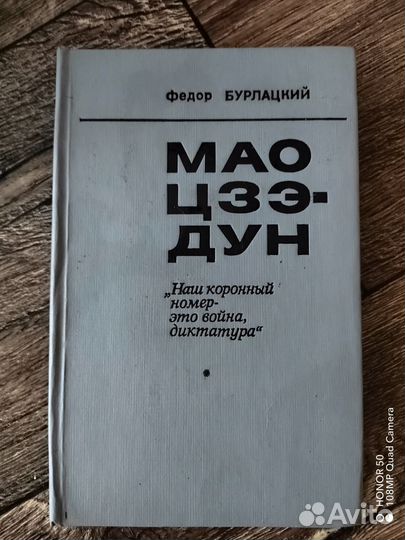 Федор БУРЛАЦКИЙ
МАО
ЦЗЭ-
ДУН
„Наш коронный
номер-
это война,
диктатура“
HONOR 50
108MP Quad Camera
Avito